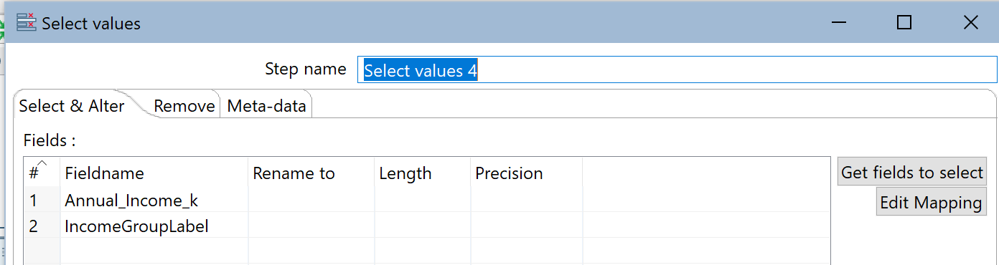 Select values
Step name Select values 4
Select & Alter Remove Meta-data
Fields :
# Fieldname Rename to Length Precision
Get fields to select
1 Annual_Income_k
Edit Mapping
2 IncomeGroupLabel